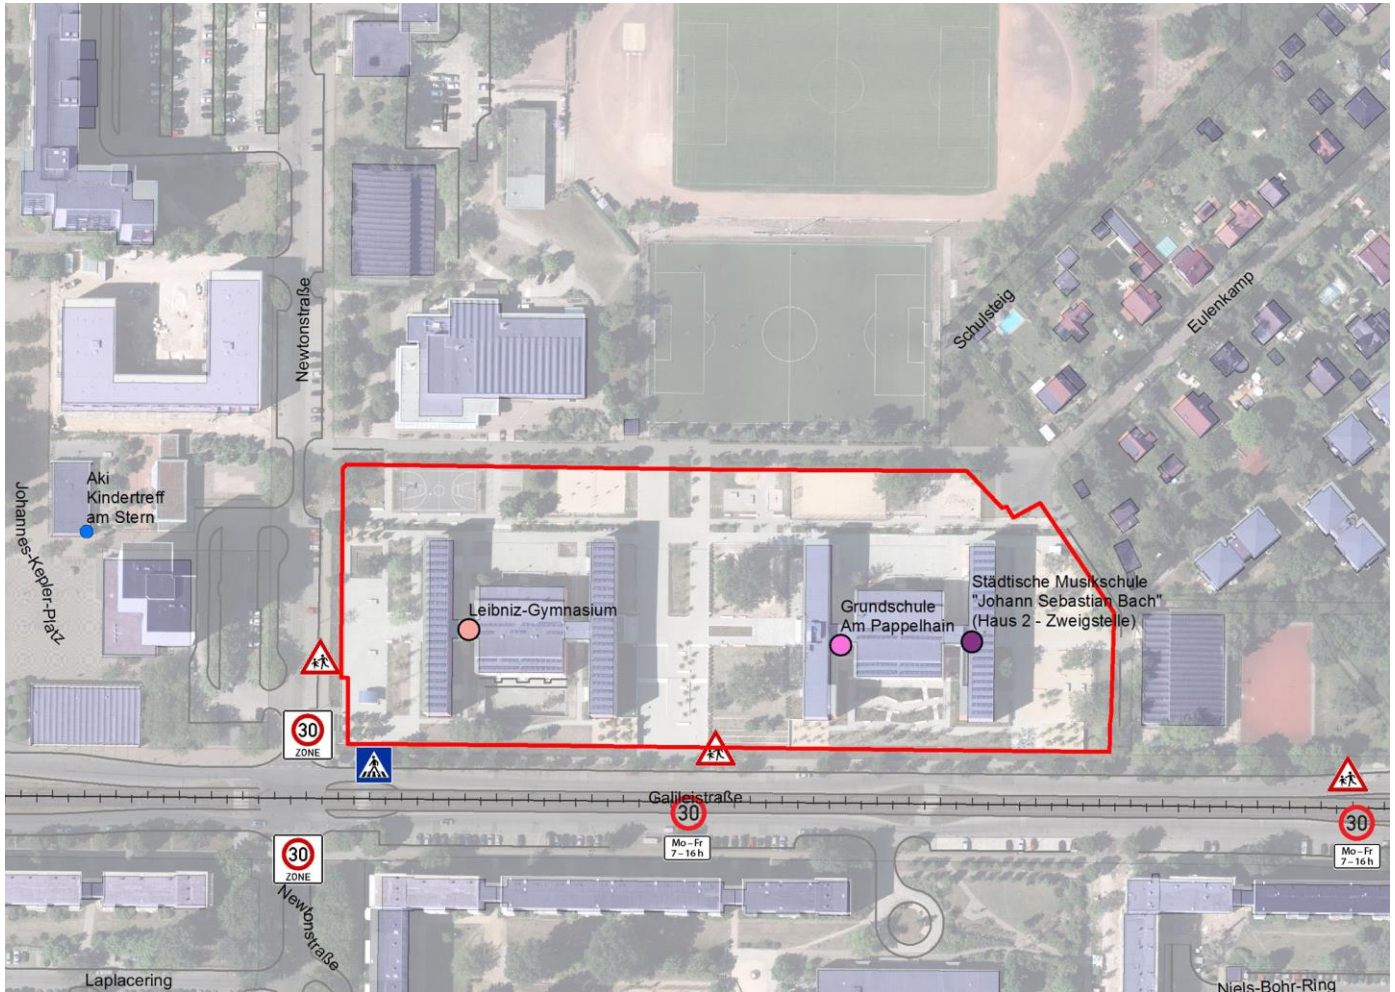 Newtonstraße
Schulsteig
Eulenkamp
Aki
Kindertreff
am Stern
Johannes-Kepler-Platz
Leibniz-Gymnasium
Grundschule
Am Pappelhain
Städtische Musikschule
"Johann Sebastian Bach"
(Haus 2 - Zweigstelle)
30
ZONE
Galileistraße
30
Mo – Fr
7 – 16 h
30
Mo – Fr
7 – 16 h
30
ZONE
Newtonstraße
Laplacering
Niels-Bohr-Ring